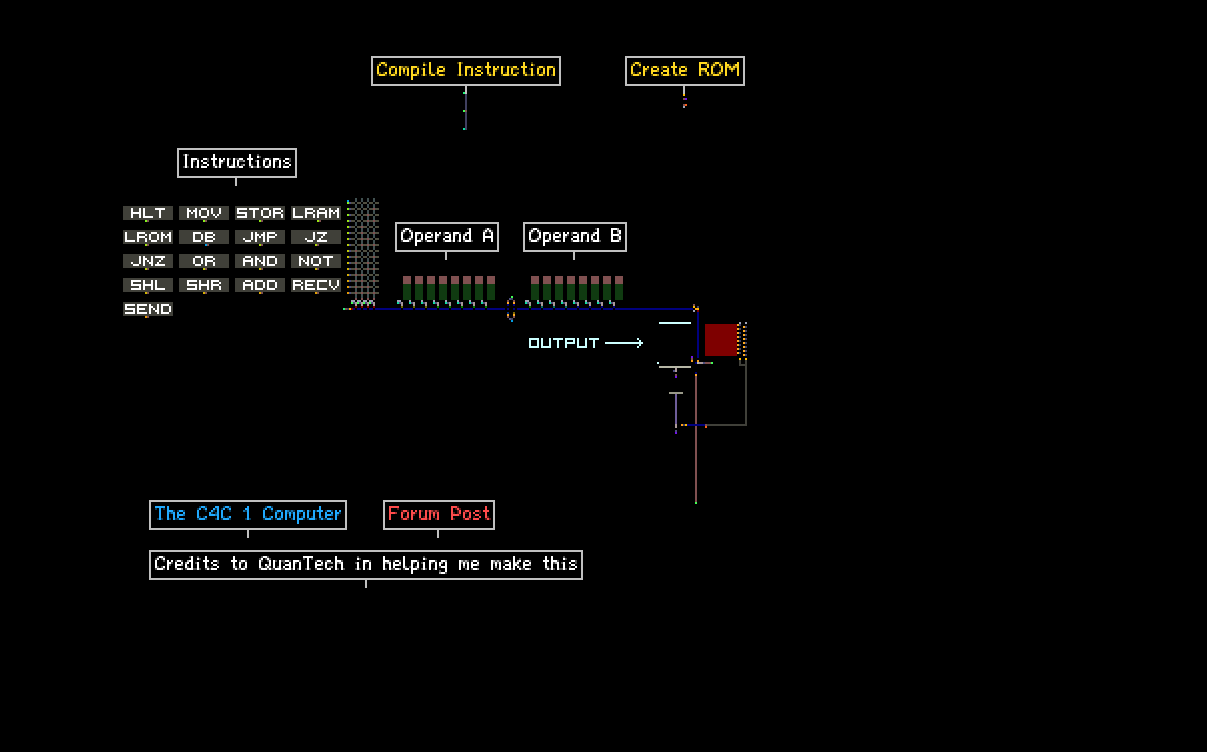 Compile Instruction
Create ROM
Instructions
HLT MOV STOR LRAM
LROM DB JMP JZ
JNZ OR AND NOT
SHL SHR ADD RECV
SEND
Operand A
Operand B
OUTPUT
The C4C 1 Computer
Forum Post
Credits to QuanTech in helping me make this